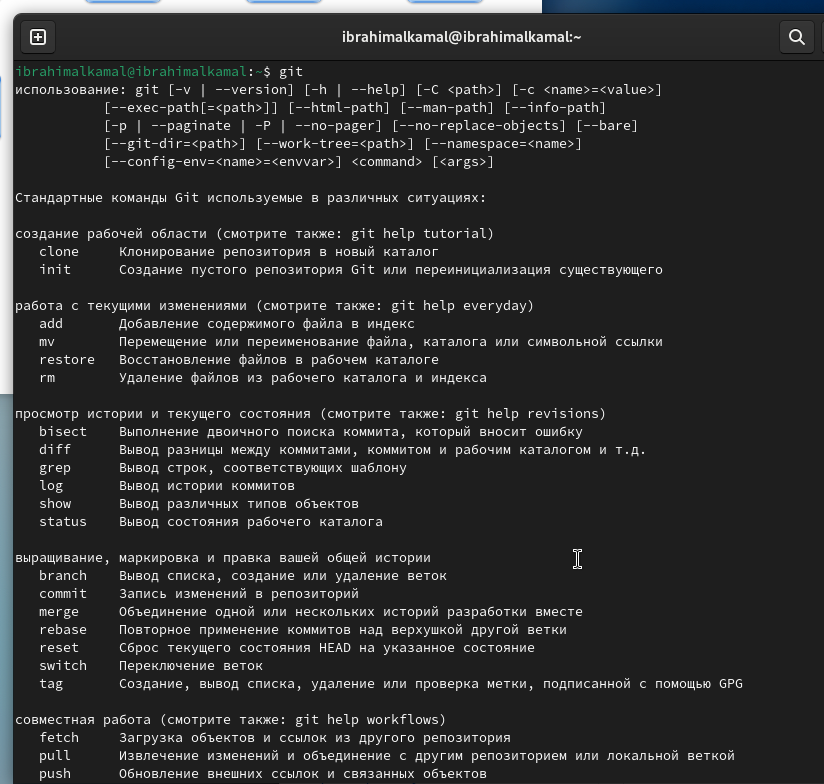 ibrahimalkamal@ibrahimalkamal:~
ibrahimalkamal@ibrahimalkamal:~$ git
использование: git [-v | --version] [-h | --help] [-C <path>] [-c <name>=<value>]
[--exec-path[=<path>]] [--html-path] [--man-path] [--info-path]
[-p | --paginate | -P | --no-pager] [--no-replace-objects] [--bare]
[--git-dir=<path>] [--work-tree=<path>] [--namespace=<name>]
[--config-env=<name>=<envvar>] <command> [<args>]
Стандартные команды Git используемые в различных ситуациях:
создание рабочей области (смотрите также: git help tutorial)
clone Клонирование репозитория в новый каталог
init Создание пустого репозитория Git или переинициализация существующего
работа с текущими изменениями (смотрите также: git help everyday)
add Добавление содержимого файла в индекс
mv Перемещение или переименование файла, каталога или символьной ссылки
restore Восстановление файлов в рабочем каталоге
rm Удаление файлов из рабочего каталога и индекса
просмотр истории и текущего состояния (смотрите также: git help revisions)
bisect Выполнение двоичного поиска коммита, который вносит ошибку
diff Вывод разницы между коммитами, коммитом и рабочим каталогом и т.д.
grep Вывод строк, соответствующих шаблону
log Вывод истории коммитов
show Вывод различных типов объектов
status Вывод состояния рабочего каталога
выращивание, маркировка и правка вашей общей истории
branch Вывод списка, создание или удаление веток
commit Запись изменений в репозиторий
merge Объединение одной или нескольких историй разработки вместе
rebase Повторное применение коммитов над верхушкой другой ветки
reset Сброс текущего состояния HEAD на указанное состояние
switch Переключение веток
tag Создание, вывод списка, удаление или проверка метки, подписанной с помощью GPG
совместная работа (смотрите также: git help workflows)
fetch Загрузка объектов и ссылок из другого репозитория
pull Извлечение изменений и объединение с другим репозиторием или локальной веткой
push Обновление внешних ссылок и связанных объектов